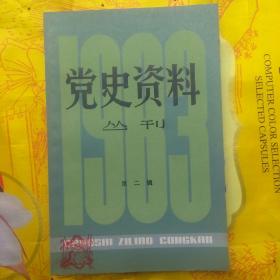 1983
党史资料
丛刊
第二辑
DANGSHI ZILIAO CONGKAN
COMPUTER COLOR SELECTION
SELECTED CAPSULES